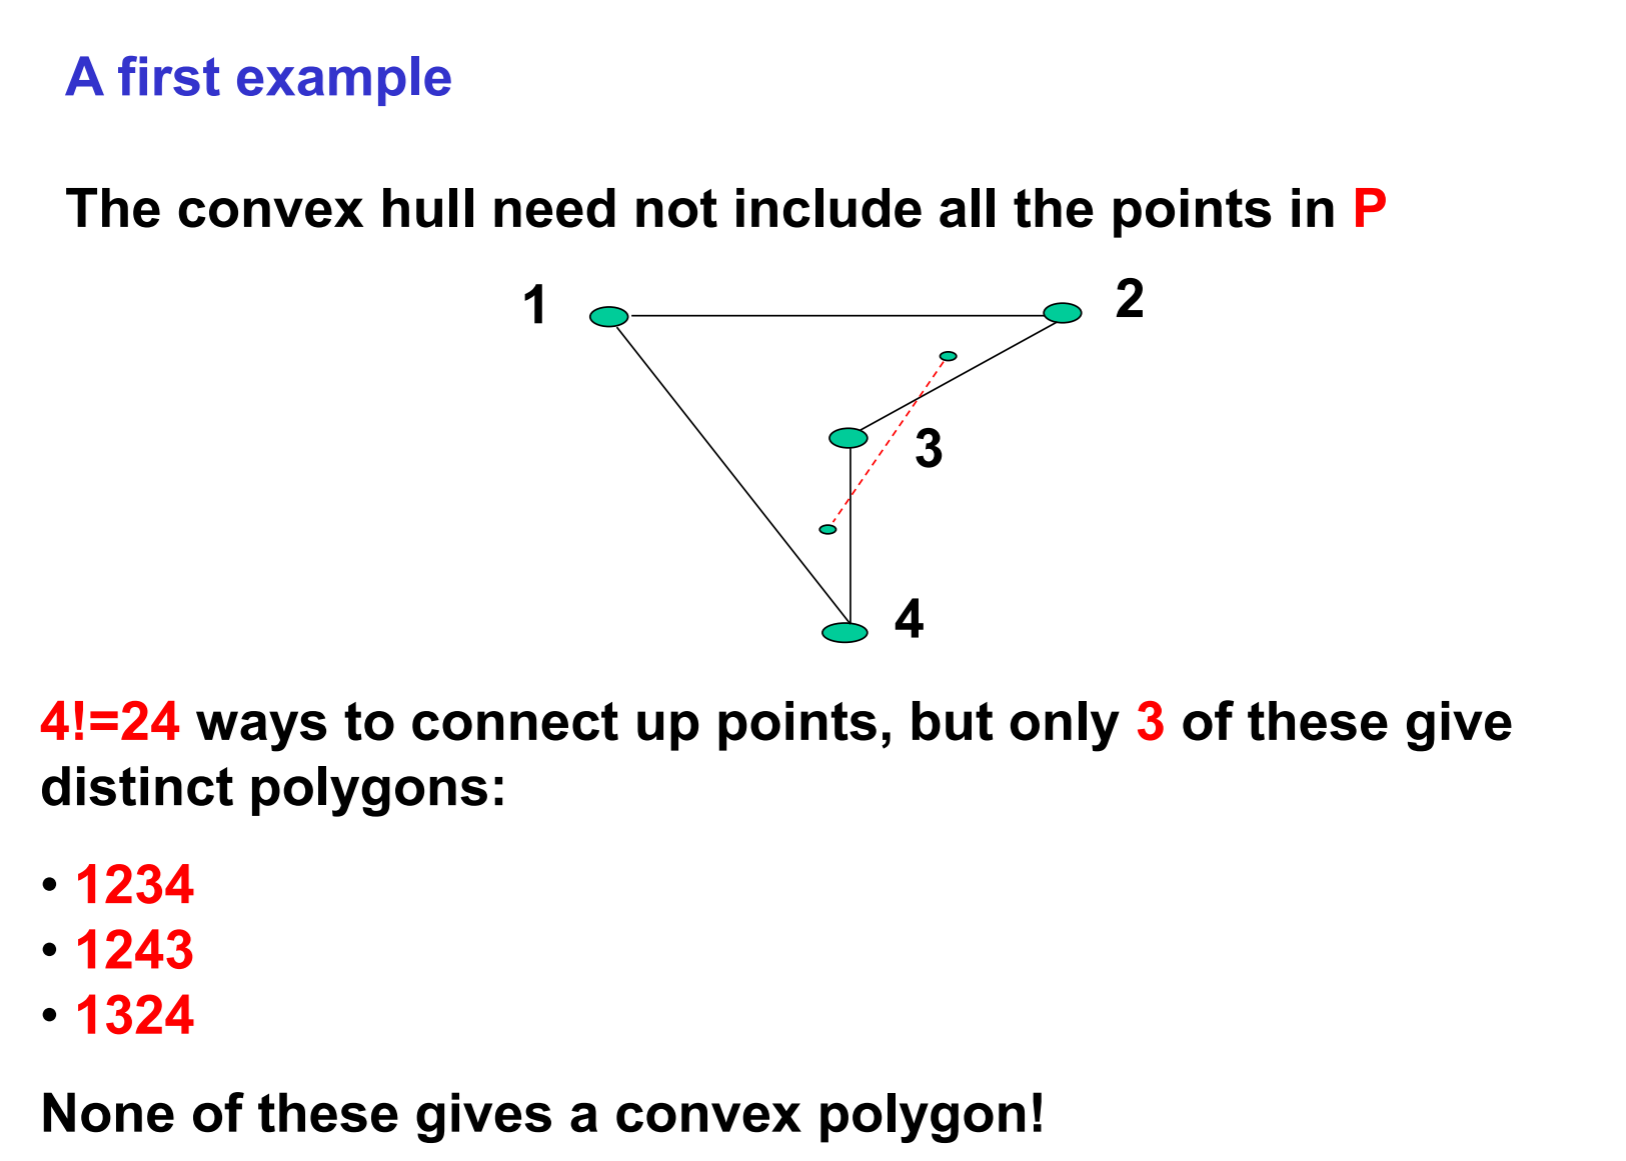 A first example
The convex hull need not include all the points in P
1
2
3
4
4!=24 ways to connect up points, but only 3 of these give
distinct polygons:
• 1234
• 1243
• 1324
None of these gives a convex polygon!